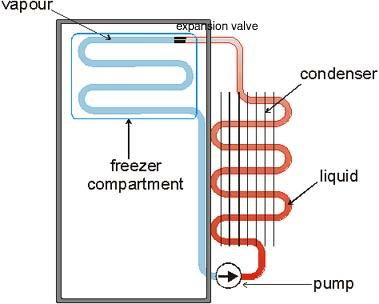 vapour
expansion valve
condenser
freezer
compartment
liquid
pump